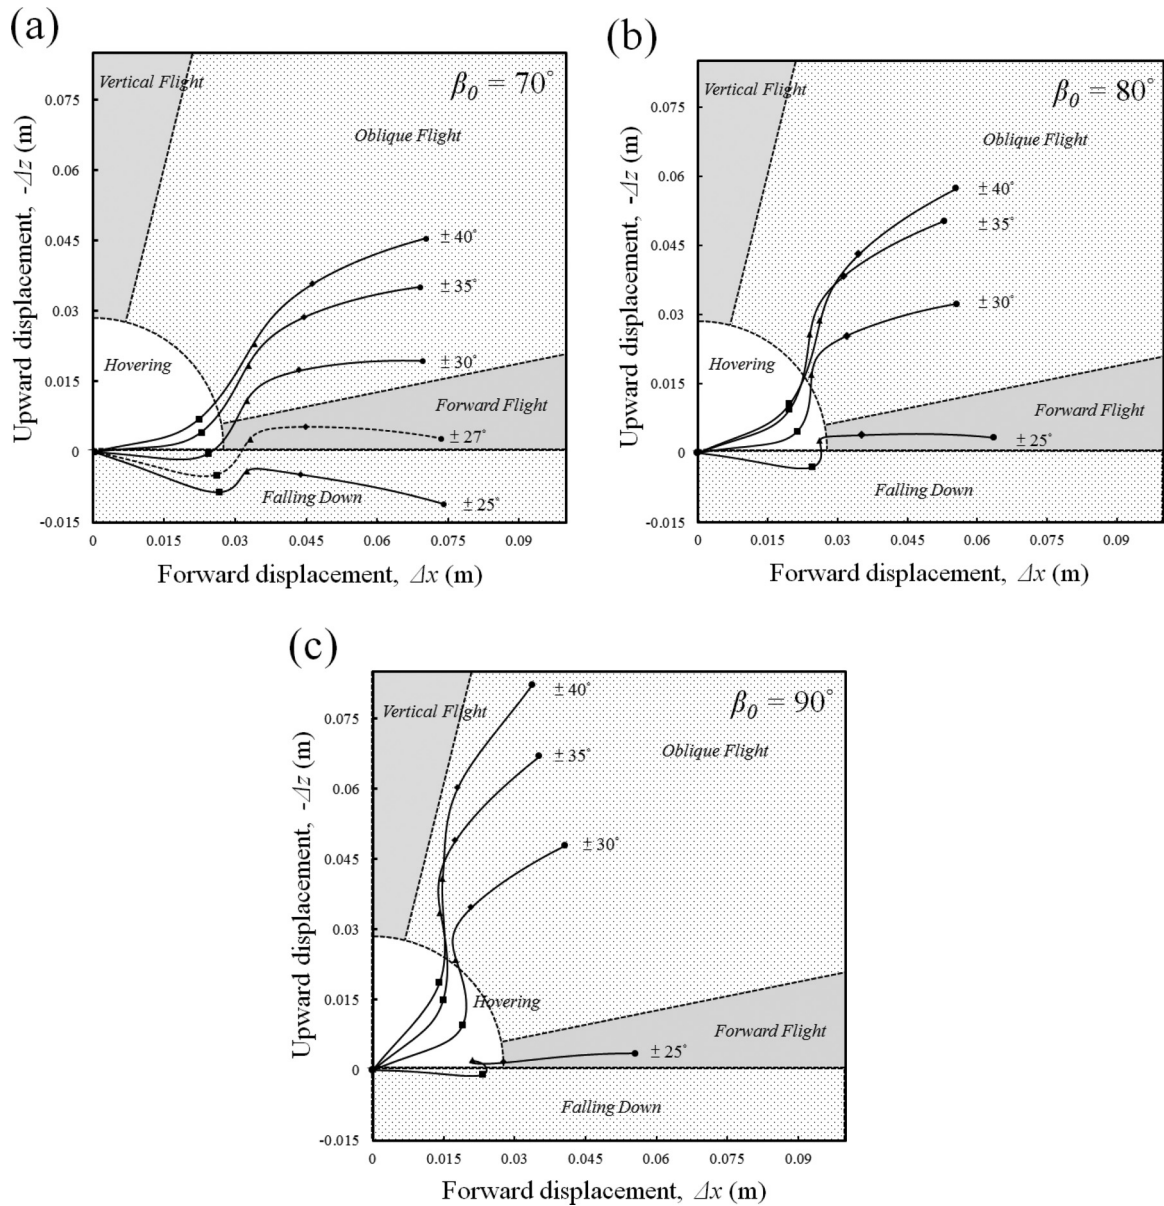 (a)
β₀ = 70°
Vertical Flight
Oblique Flight
Hovering
Forward Flight
Falling Down
± 40°
± 35°
± 30°
± 27°
± 25°
Upward displacement, -Δz (m)
0.075
0.06
0.045
0.03
0.015
0
-0.015
0
0.015
0.03
0.045
0.06
0.075
0.09
Forward displacement, Δx (m)
(b)
β₀ = 80°
Vertical Flight
Oblique Flight
Hovering
Forward Flight
Falling Down
± 40°
± 35°
± 30°
± 25°
Upward displacement, -Δz (m)
0.075
0.06
0.045
0.03
0.015
0
-0.015
0
0.015
0.03
0.045
0.06
0.075
0.09
Forward displacement, Δx (m)
(c)
β₀ = 90°
Vertical Flight
Oblique Flight
Hovering
Forward Flight
Falling Down
± 40°
± 35°
± 30°
± 25°
Upward displacement, -Δz (m)
0.075
0.06
0.045
0.03
0.015
0
-0.015
0
0.015
0.03
0.045
0.06
0.075
0.09
Forward displacement, Δx (m)